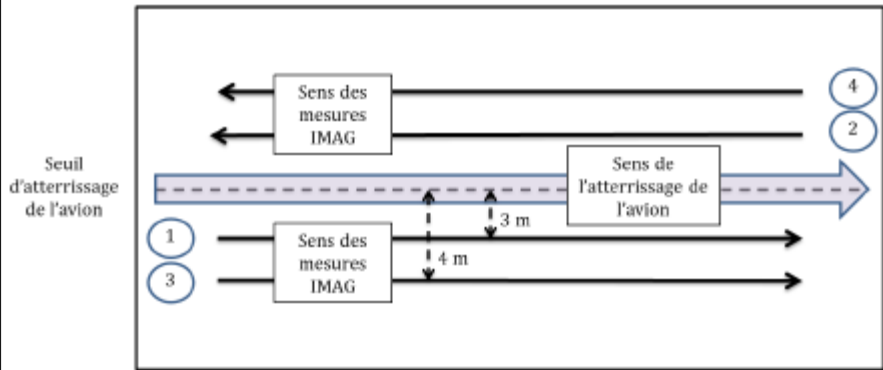 Sens des
mesures
IMAG
4
2
Seuil
d'atterrissage
de l'avion
Sens de
l'atterrissage de
l'avion
1
3
Sens des
mesures
IMAG
3 m
4 m